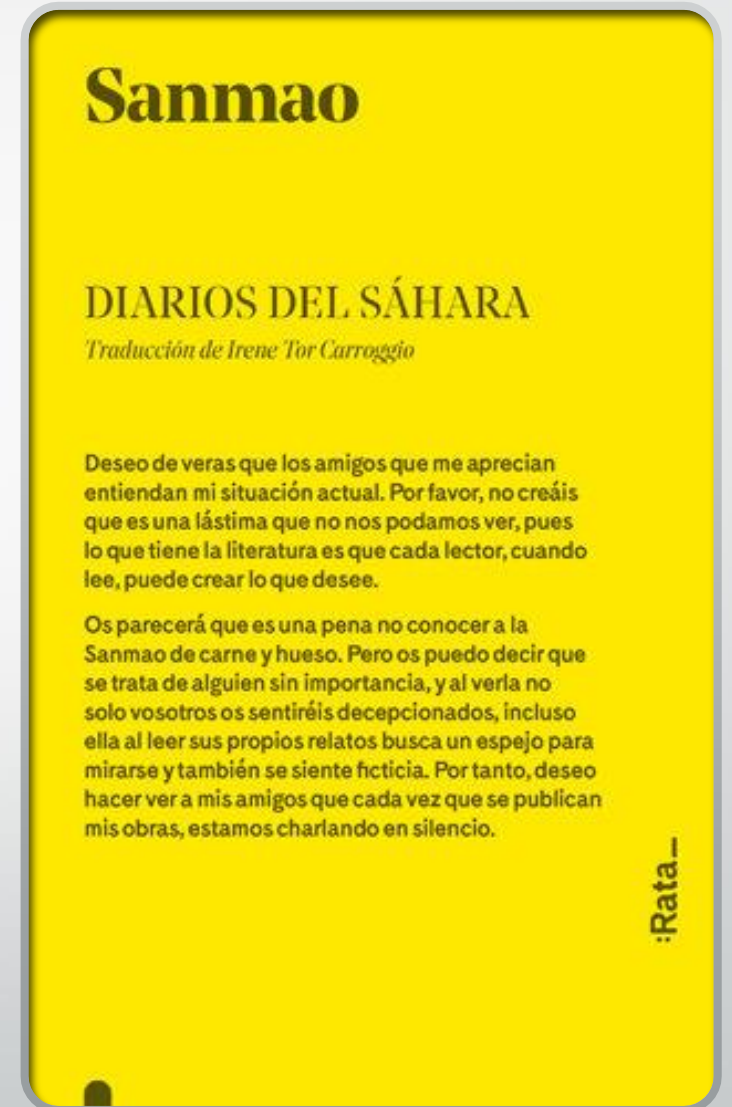 Sanmao
DIARIOS DEL SÁHARA
Traducción de Irene Tor Carroggio
Deseo de veras que los amigos que me aprecian
entiendan mi situación actual. Por favor, no creáis
que es una lástima que no nos podamos ver, pues
lo que tiene la literatura es que cada lector, cuando
lee, puede crear lo que desee.
Os parecerá que es una pena no conocer a la
Sanmao de carne y hueso. Pero os puedo decir que
se trata de alguien sin importancia, y al verla no
solo vosotros os sentiréis decepcionados, incluso
ella al leer sus propios relatos busca un espejo para
mirarse y también se siente ficticia. Por tanto, deseo
hacer ver a mis amigos que cada vez que se publican
mis obras, estamos charlando en silencio.
:Rata_